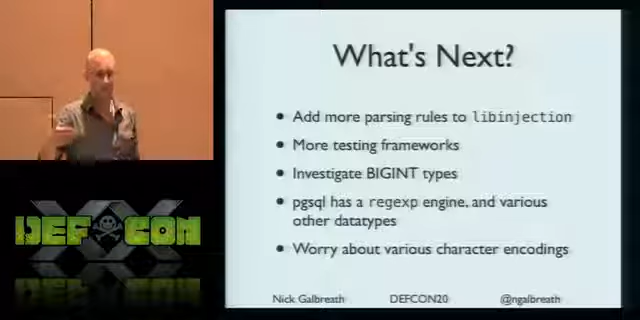 What's Next?
• Add more parsing rules to libinjection
• More testing frameworks
• Investigate BIGINT types
• pgsql has a regexp engine, and various
other datatypes
• Worry about various character encodings
Nick Galbreath DEFCON20 @ngalbreath
XX
DEF CON